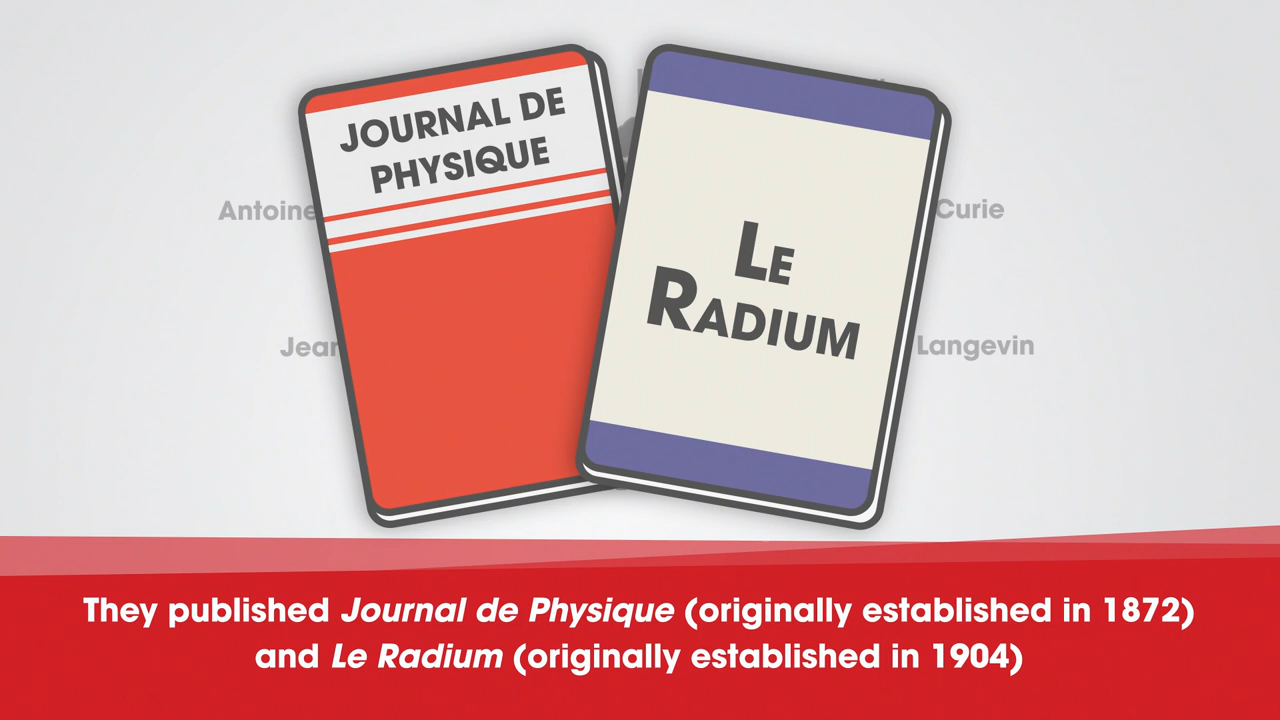 JOURNAL DE
PHYSIQUE
LE
RADIUM
Antoine
Curie
Jean
Langevin
They published Journal de Physique (originally established in 1872)
and Le Radium (originally established in 1904)